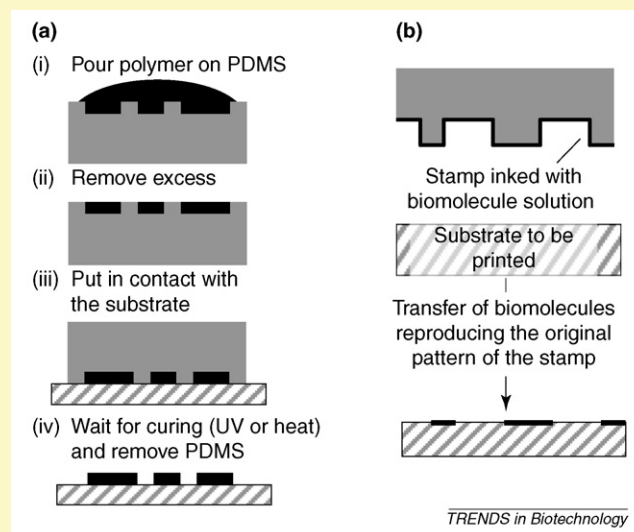 (a)
(i) Pour polymer on PDMS
(ii) Remove excess
(iii) Put in contact with
the substrate
(iv) Wait for curing (UV or heat)
and remove PDMS
(b)
Stamp inked with
biomolecule solution
Substrate to be
printed
Transfer of biomolecules
reproducing the original
pattern of the stamp
TRENDS in Biotechnology